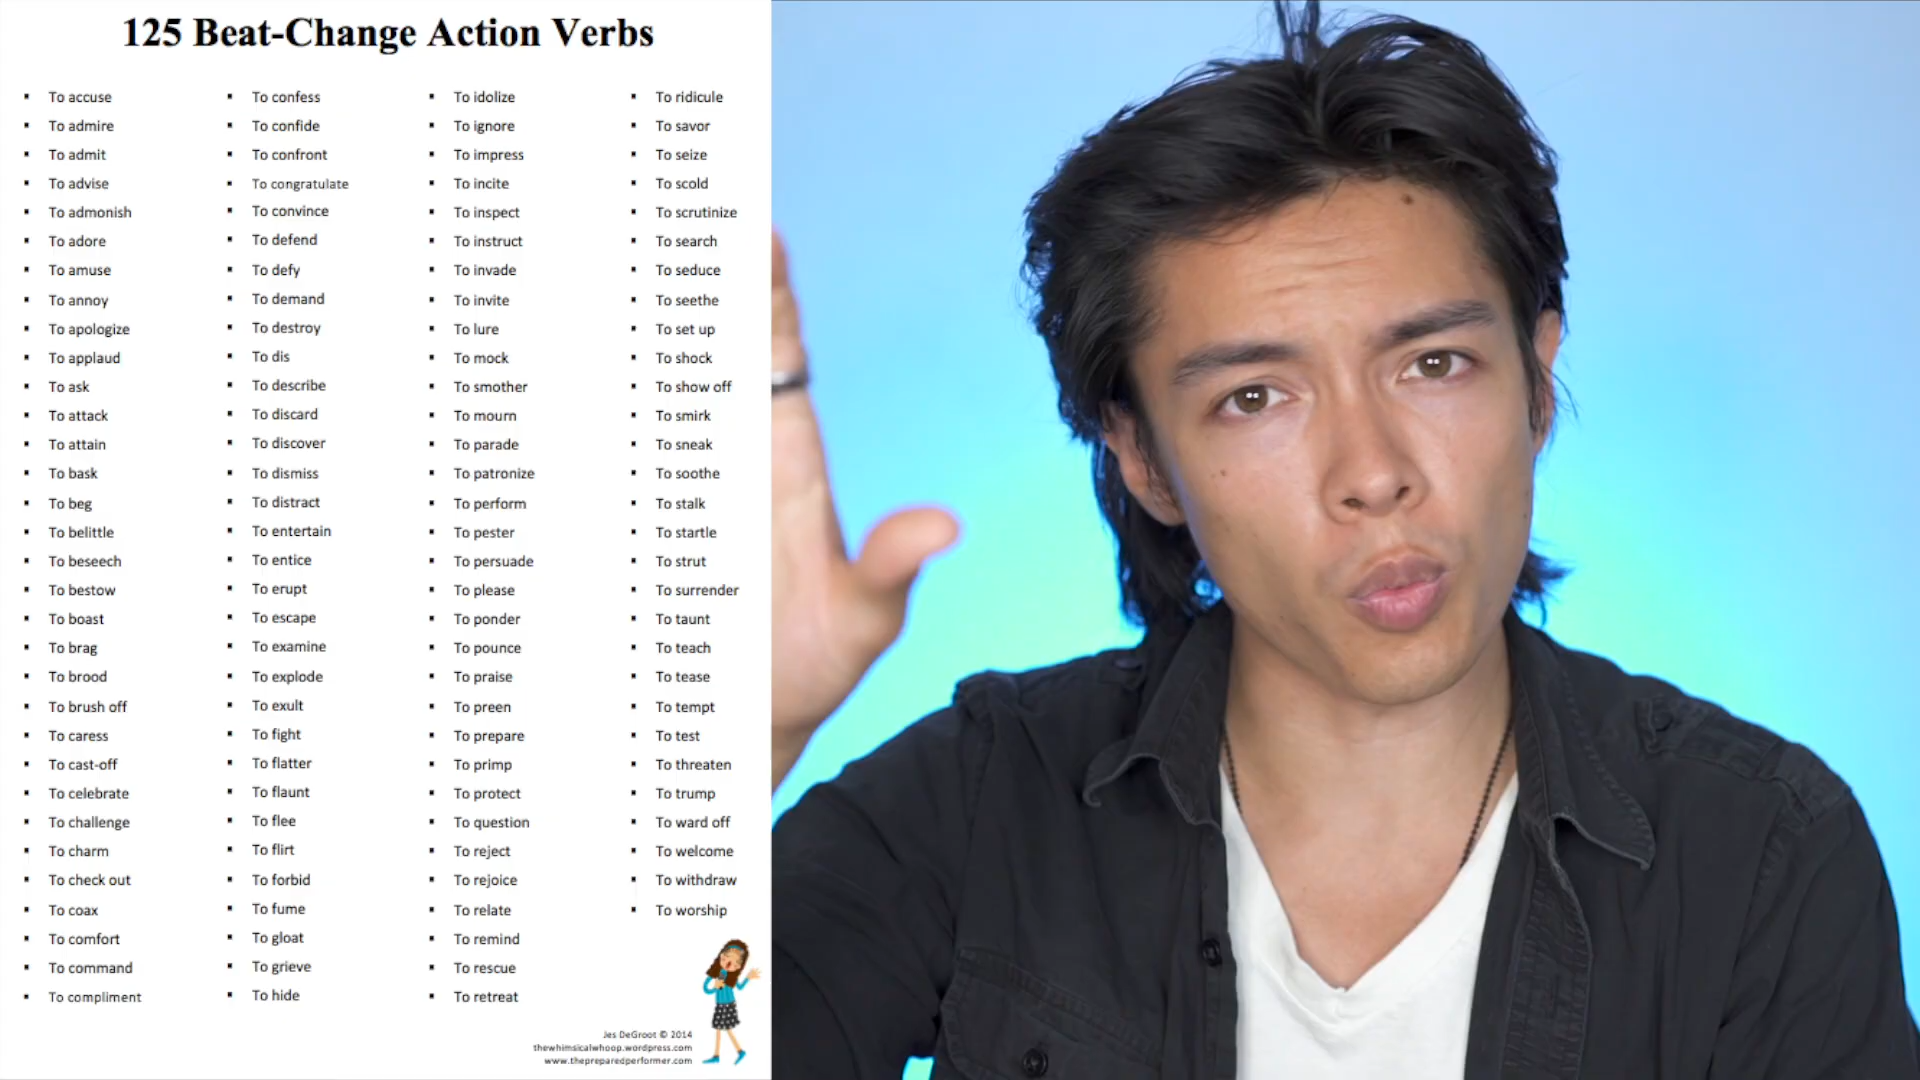 125 Beat-Change Action Verbs
To accuse
To admire
To admit
To advise
To admonish
To adore
To amuse
To annoy
To apologize
To applaud
To ask
To attack
To attain
To bask
To beg
To belittle
To beseech
To bestow
To boast
To brag
To brood
To brush off
To caress
To cast-off
To celebrate
To challenge
To charm
To check out
To coax
To comfort
To command
To compliment
To confess
To confide
To confront
To congratulate
To convince
To defend
To defy
To demand
To destroy
To dis
To describe
To discard
To discover
To dismiss
To distract
To entertain
To entice
To erupt
To escape
To examine
To explode
To exult
To fight
To flatter
To flaunt
To flee
To flirt
To forbid
To fume
To gloat
To grieve
To hide
To idolize
To ignore
To impress
To incite
To inspect
To instruct
To invade
To invite
To lure
To mock
To smother
To mourn
To parade
To patronize
To perform
To pester
To persuade
To please
To ponder
To pounce
To praise
To preen
To prepare
To primp
To protect
To question
To reject
To rejoice
To relate
To remind
To rescue
To retreat
To ridicule
To savor
To seize
To scold
To scrutinize
To search
To seduce
To seethe
To set up
To shock
To show off
To smirk
To sneak
To soothe
To stalk
To startle
To strut
To surrender
To taunt
To teach
To tease
To tempt
To test
To threaten
To trump
To ward off
To welcome
To withdraw
To worship
Jes DeGroot © 2014
thewhimsicalwhoop.wordpress.com
www.thepreparedperformer.com